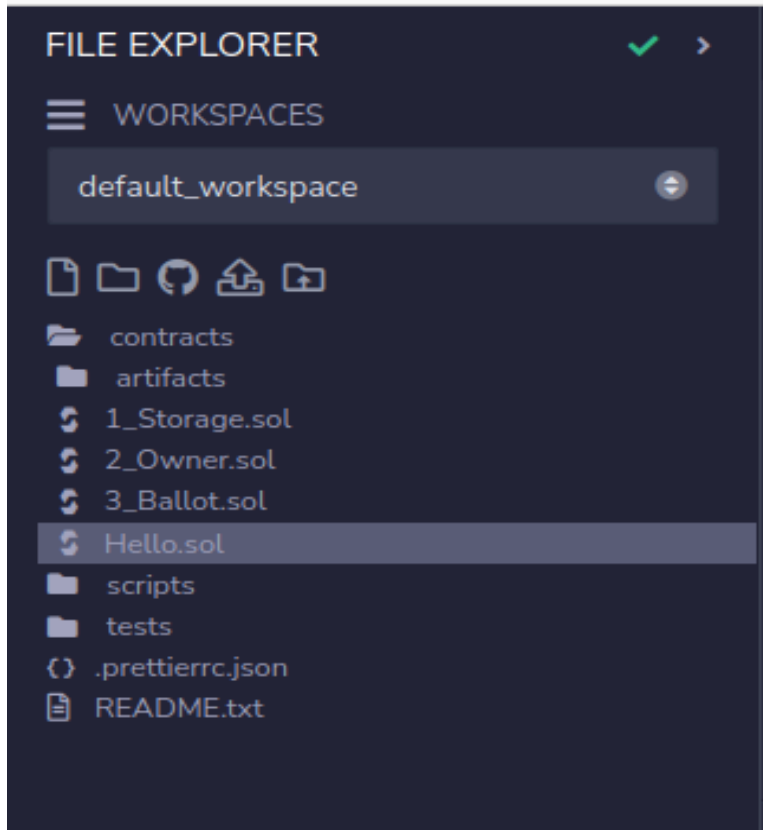 FILE EXPLORER
WORKSPACES
default_workspace
contracts
artifacts
1_Storage.sol
2_Owner.sol
3_Ballot.sol
Hello.sol
scripts
tests
.prettierrc.json
README.txt